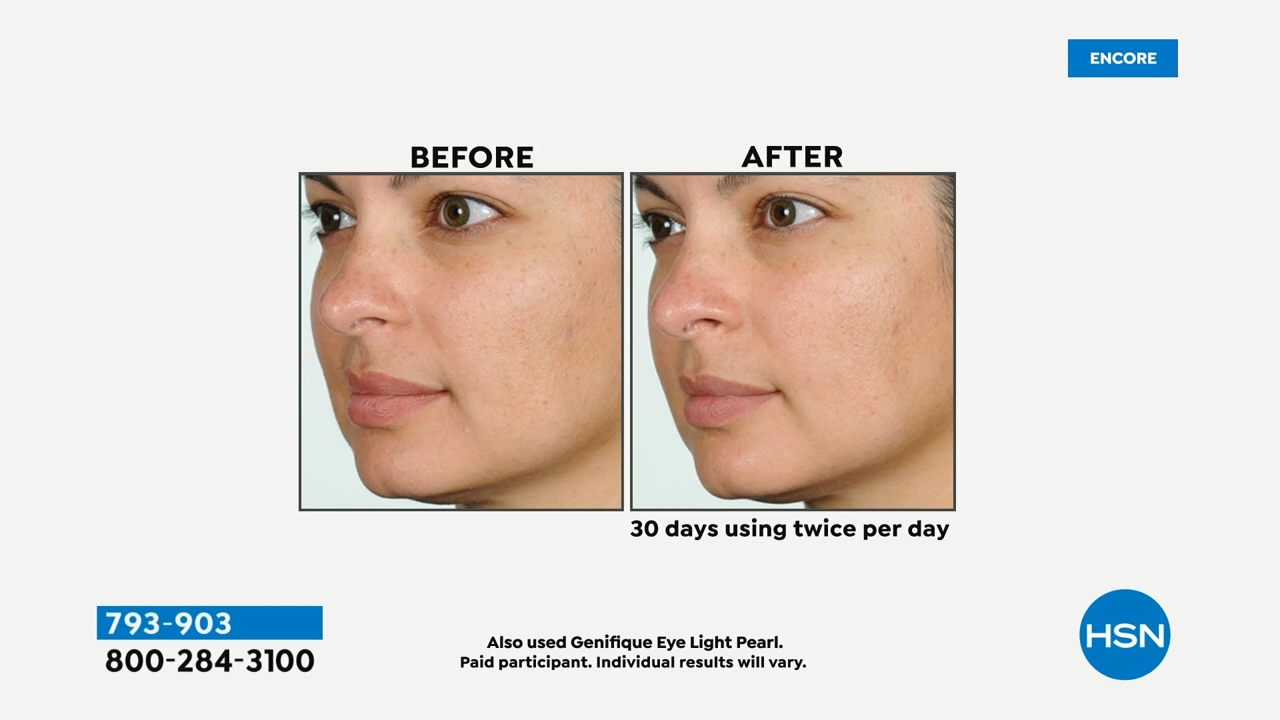 ENCORE
BEFORE
AFTER
30 days using twice per day
793-903
800-284-3100
Also used Genifique Eye Light Pearl.
Paid participant. Individual results will vary.
HSN